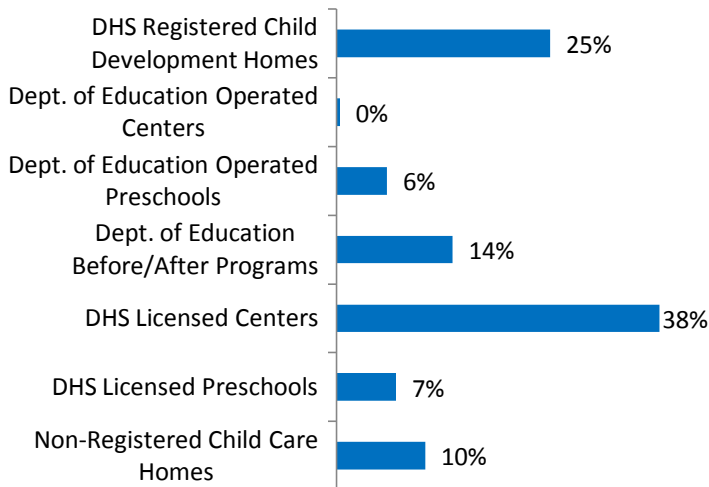 DHS Registered Child
Development Homes
25%
Dept. of Education Operated
Centers
0%
Dept. of Education Operated
Preschools
6%
Dept. of Education
Before/After Programs
14%
DHS Licensed Centers
38%
DHS Licensed Preschools
7%
Non-Registered Child Care
Homes
10%